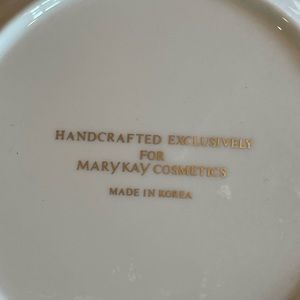 HANDCRAFTED EXCLUSIVELY
FOR
MARY KAY COSMETICS
MADE IN KOREA